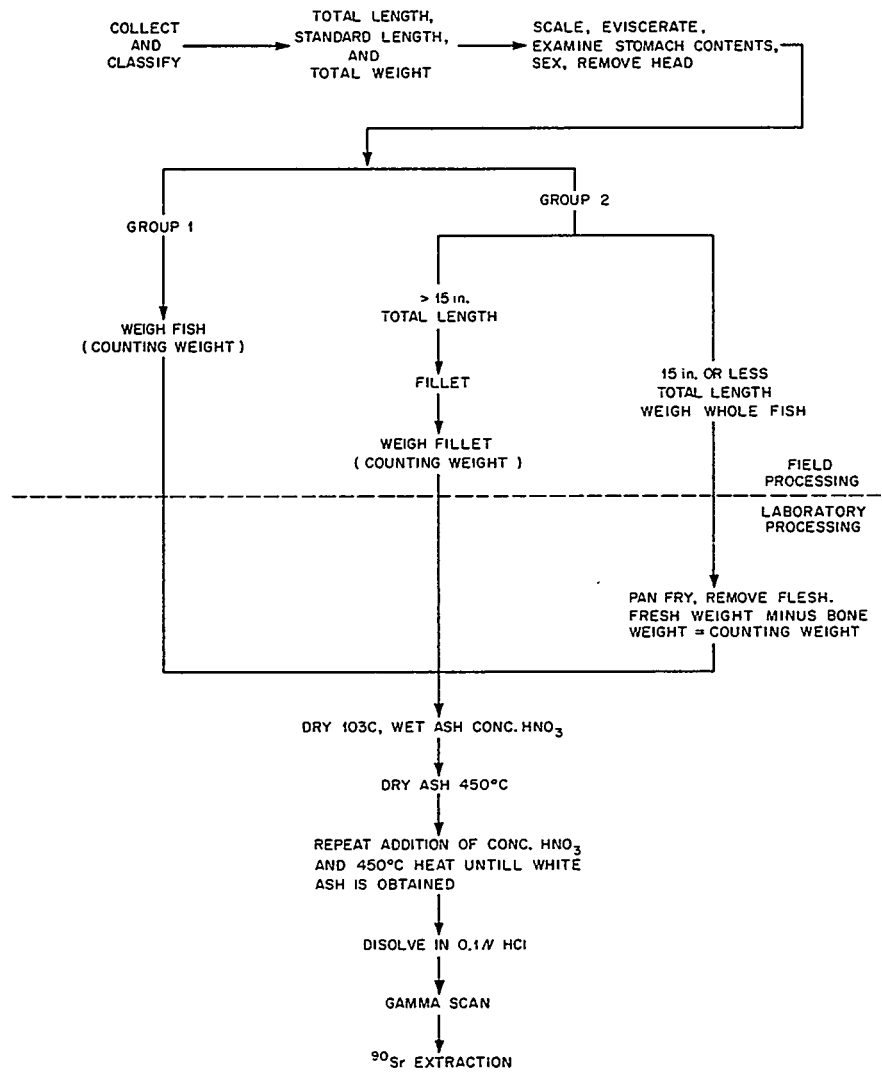 COLLECT
AND
CLASSIFY
TOTAL LENGTH,
STANDARD LENGTH,
AND
TOTAL WEIGHT
SCALE, EVISCERATE,
EXAMINE STOMACH CONTENTS,
SEX, REMOVE HEAD
GROUP 1
GROUP 2
WEIGH FISH
( COUNTING WEIGHT )
> 15 in.
TOTAL LENGTH
FILLET
WEIGH FILLET
( COUNTING WEIGHT )
15 in. OR LESS
TOTAL LENGTH
WEIGH WHOLE FISH
FIELD
PROCESSING
LABORATORY
PROCESSING
PAN FRY, REMOVE FLESH.
FRESH WEIGHT MINUS BONE
WEIGHT = COUNTING WEIGHT
DRY 103C, WET ASH CONC. HNO3
DRY ASH 450°C
REPEAT ADDITION OF CONC. HNO3
AND 450°C HEAT UNTILL WHITE
ASH IS OBTAINED
DISOLVE IN 0.1N HCl
GAMMA SCAN
90Sr EXTRACTION